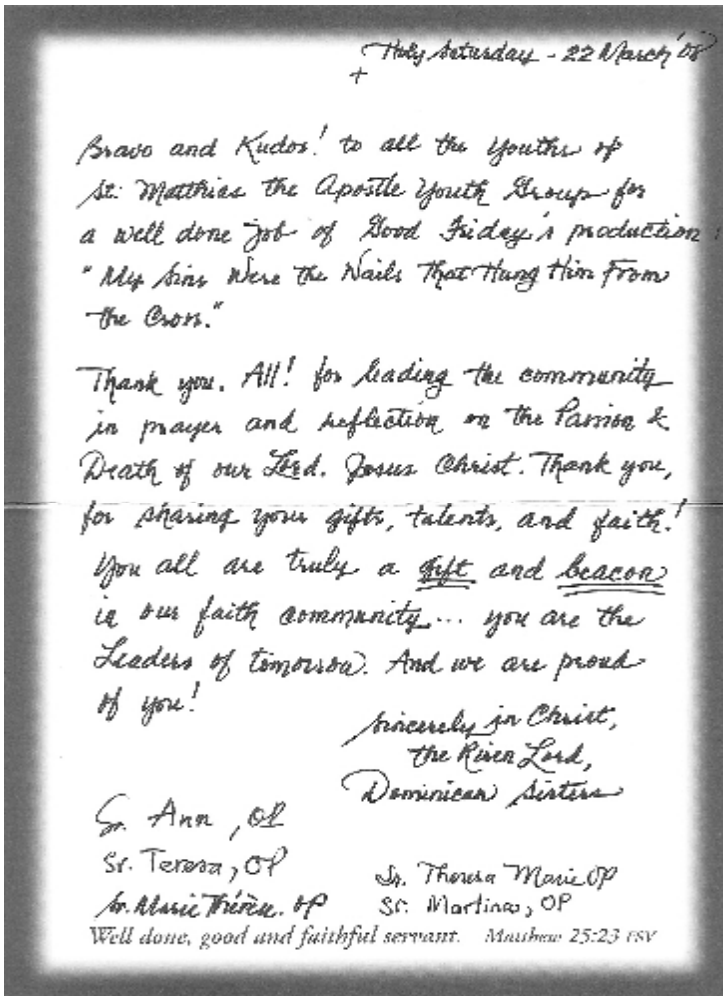 Holy Saturday - 22 March '08
+
Bravo and Kudos! to all the youths of
St. Matthias the Apostle Youth Group for
a well done job of Good Friday's production:
"My Sins Were the Nails That Hung Him From
the Cross."
Thank you. All! for leading the community
in prayer and reflection on the Passion &
Death of our Lord. Jesus Christ. Thank you,
for sharing your gifts, talents, and faith!
You all are truly a gift and beacon
in our faith community... you are the
Leaders of tomorrow. And we are proud
of you!
Sincerely in Christ,
the Risen Lord,
Dominican Sisters
Sr. Ann, OP
Sr. Teresa, OP
Sr. Marie Thérèse. OP
Sr. Theresa Marie OP
Sr. Martina, OP
Well done, good and faithful servant. Matthew 25:23 RSV